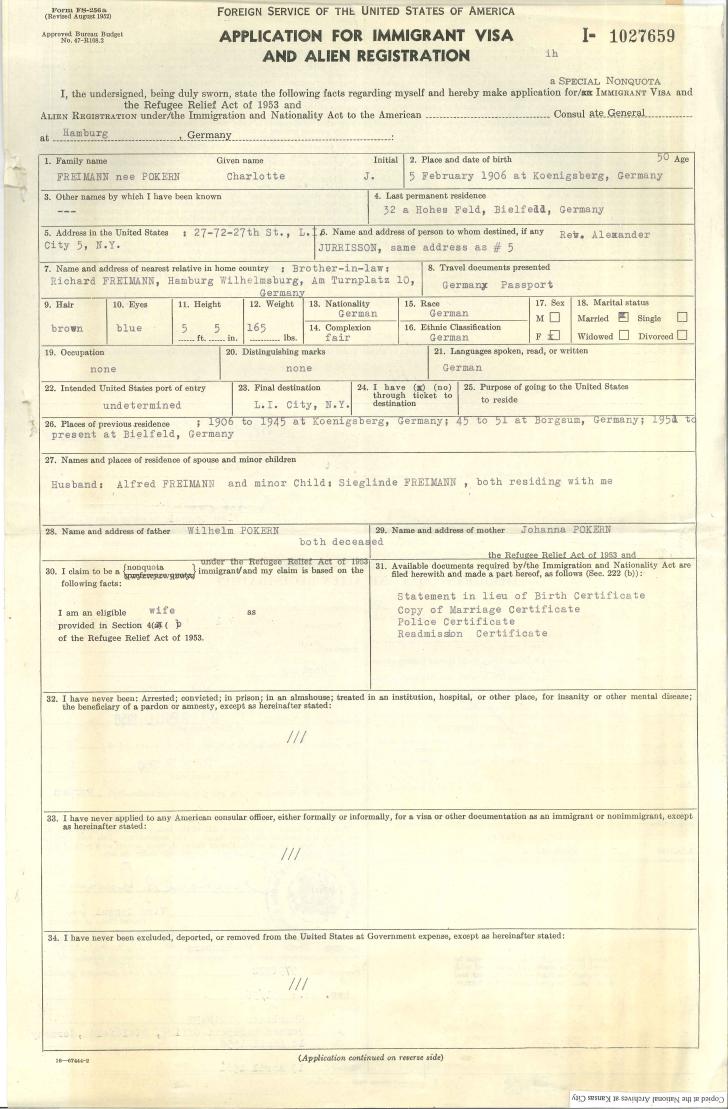 Form FS-256a
(Revised August 1952)
Approved Bureau Budget
No. 47-R108.3
FOREIGN SERVICE OF THE UNITED STATES OF AMERICA
APPLICATION FOR IMMIGRANT VISA
AND ALIEN REGISTRATION
ih
I- 1027659
a SPECIAL NONQUOTA
I, the undersigned, being duly sworn, state the following facts regarding myself and hereby make application for/ IMMIGRANT VISA and
the Refugee Relief Act of 1953 and
ALIEN REGISTRATION under/the Immigration and Nationality Act to the American Consul ate General
at Hamburg, Germany:
1. Family name Given name Initial
FREIMANN nee POKERN Charlotte J.
2. Place and date of birth 50 Age
5 February 1906 at Koenigsberg, Germany
3. Other names by which I have been known
---
4. Last permanent residence
32 a Hohes Feld, Bielfeld, Germany
5. Address in the United States : 27-72-27th St., L.I.
City 5, N.Y.
6. Name and address of person to whom destined, if any Rev. Alexander
JURRISSON, same address as # 5
7. Name and address of nearest relative in home country ; Brother-in-law:
Richard FREIMANN, Hamburg Wilhelmsburg, Am Turnplatz 10,
Germany
8. Travel documents presented
German Passport
9. Hair
brown
10. Eyes
blue
11. Height
5 5
ft. in.
12. Weight
165
lbs.
13. Nationality
German
14. Complexion
fair
15. Race
German
16. Ethnic Classification
German
17. Sex
M
F x
18. Marital status
Married Single
Widowed Divorced
19. Occupation
none
20. Distinguishing marks
none
21. Languages spoken, read, or written
German
22. Intended United States port of entry
undetermined
23. Final destination
L.I. City, N.Y.
24. I have (x) (no)
through ticket to
destination
25. Purpose of going to the United States
to reside
26. Places of previous residence ; 1906 to 1945 at Koenigsberg, Germany; 45 to 51 at Borgsum, Germany; 1951 to
present at Bielfeld, Germany
27. Names and places of residence of spouse and minor children
Husband: Alfred FREIMANN and minor Child: Sieglinde FREIMANN , both residing with me
28. Name and address of father Wilhelm POKERN
both deceased
29. Name and address of mother Johanna POKERN
under the Refugee Relief Act of 1953
30. I claim to be a {nonquota } immigrant/and my claim is based on the
following facts:
I am an eligible wife as
provided in Section 4(a) ( )
of the Refugee Relief Act of 1953.
the Refugee Relief Act of 1953 and
31. Available documents required by/the Immigration and Nationality Act are
filed herewith and made a part hereof, as follows (Sec. 222 (b)):
Statement in lieu of Birth Certificate
Copy of Marriage Certificate
Police Certificate
Readmission Certificate
32. I have never been: Arrested; convicted; in prison; in an almshouse; treated in an institution, hospital, or other place, for insanity or other mental disease;
the beneficiary of a pardon or amnesty, except as hereinafter stated:
///
33. I have never applied to any American consular officer, either formally or informally, for a visa or other documentation as an immigrant or nonimmigrant, except
as hereinafter stated:
///
34. I have never been excluded, deported, or removed from the United States at Government expense, except as hereinafter stated:
///
16—67444-2
(Application continued on reverse side)
Copied at the National Archives at Kansas City